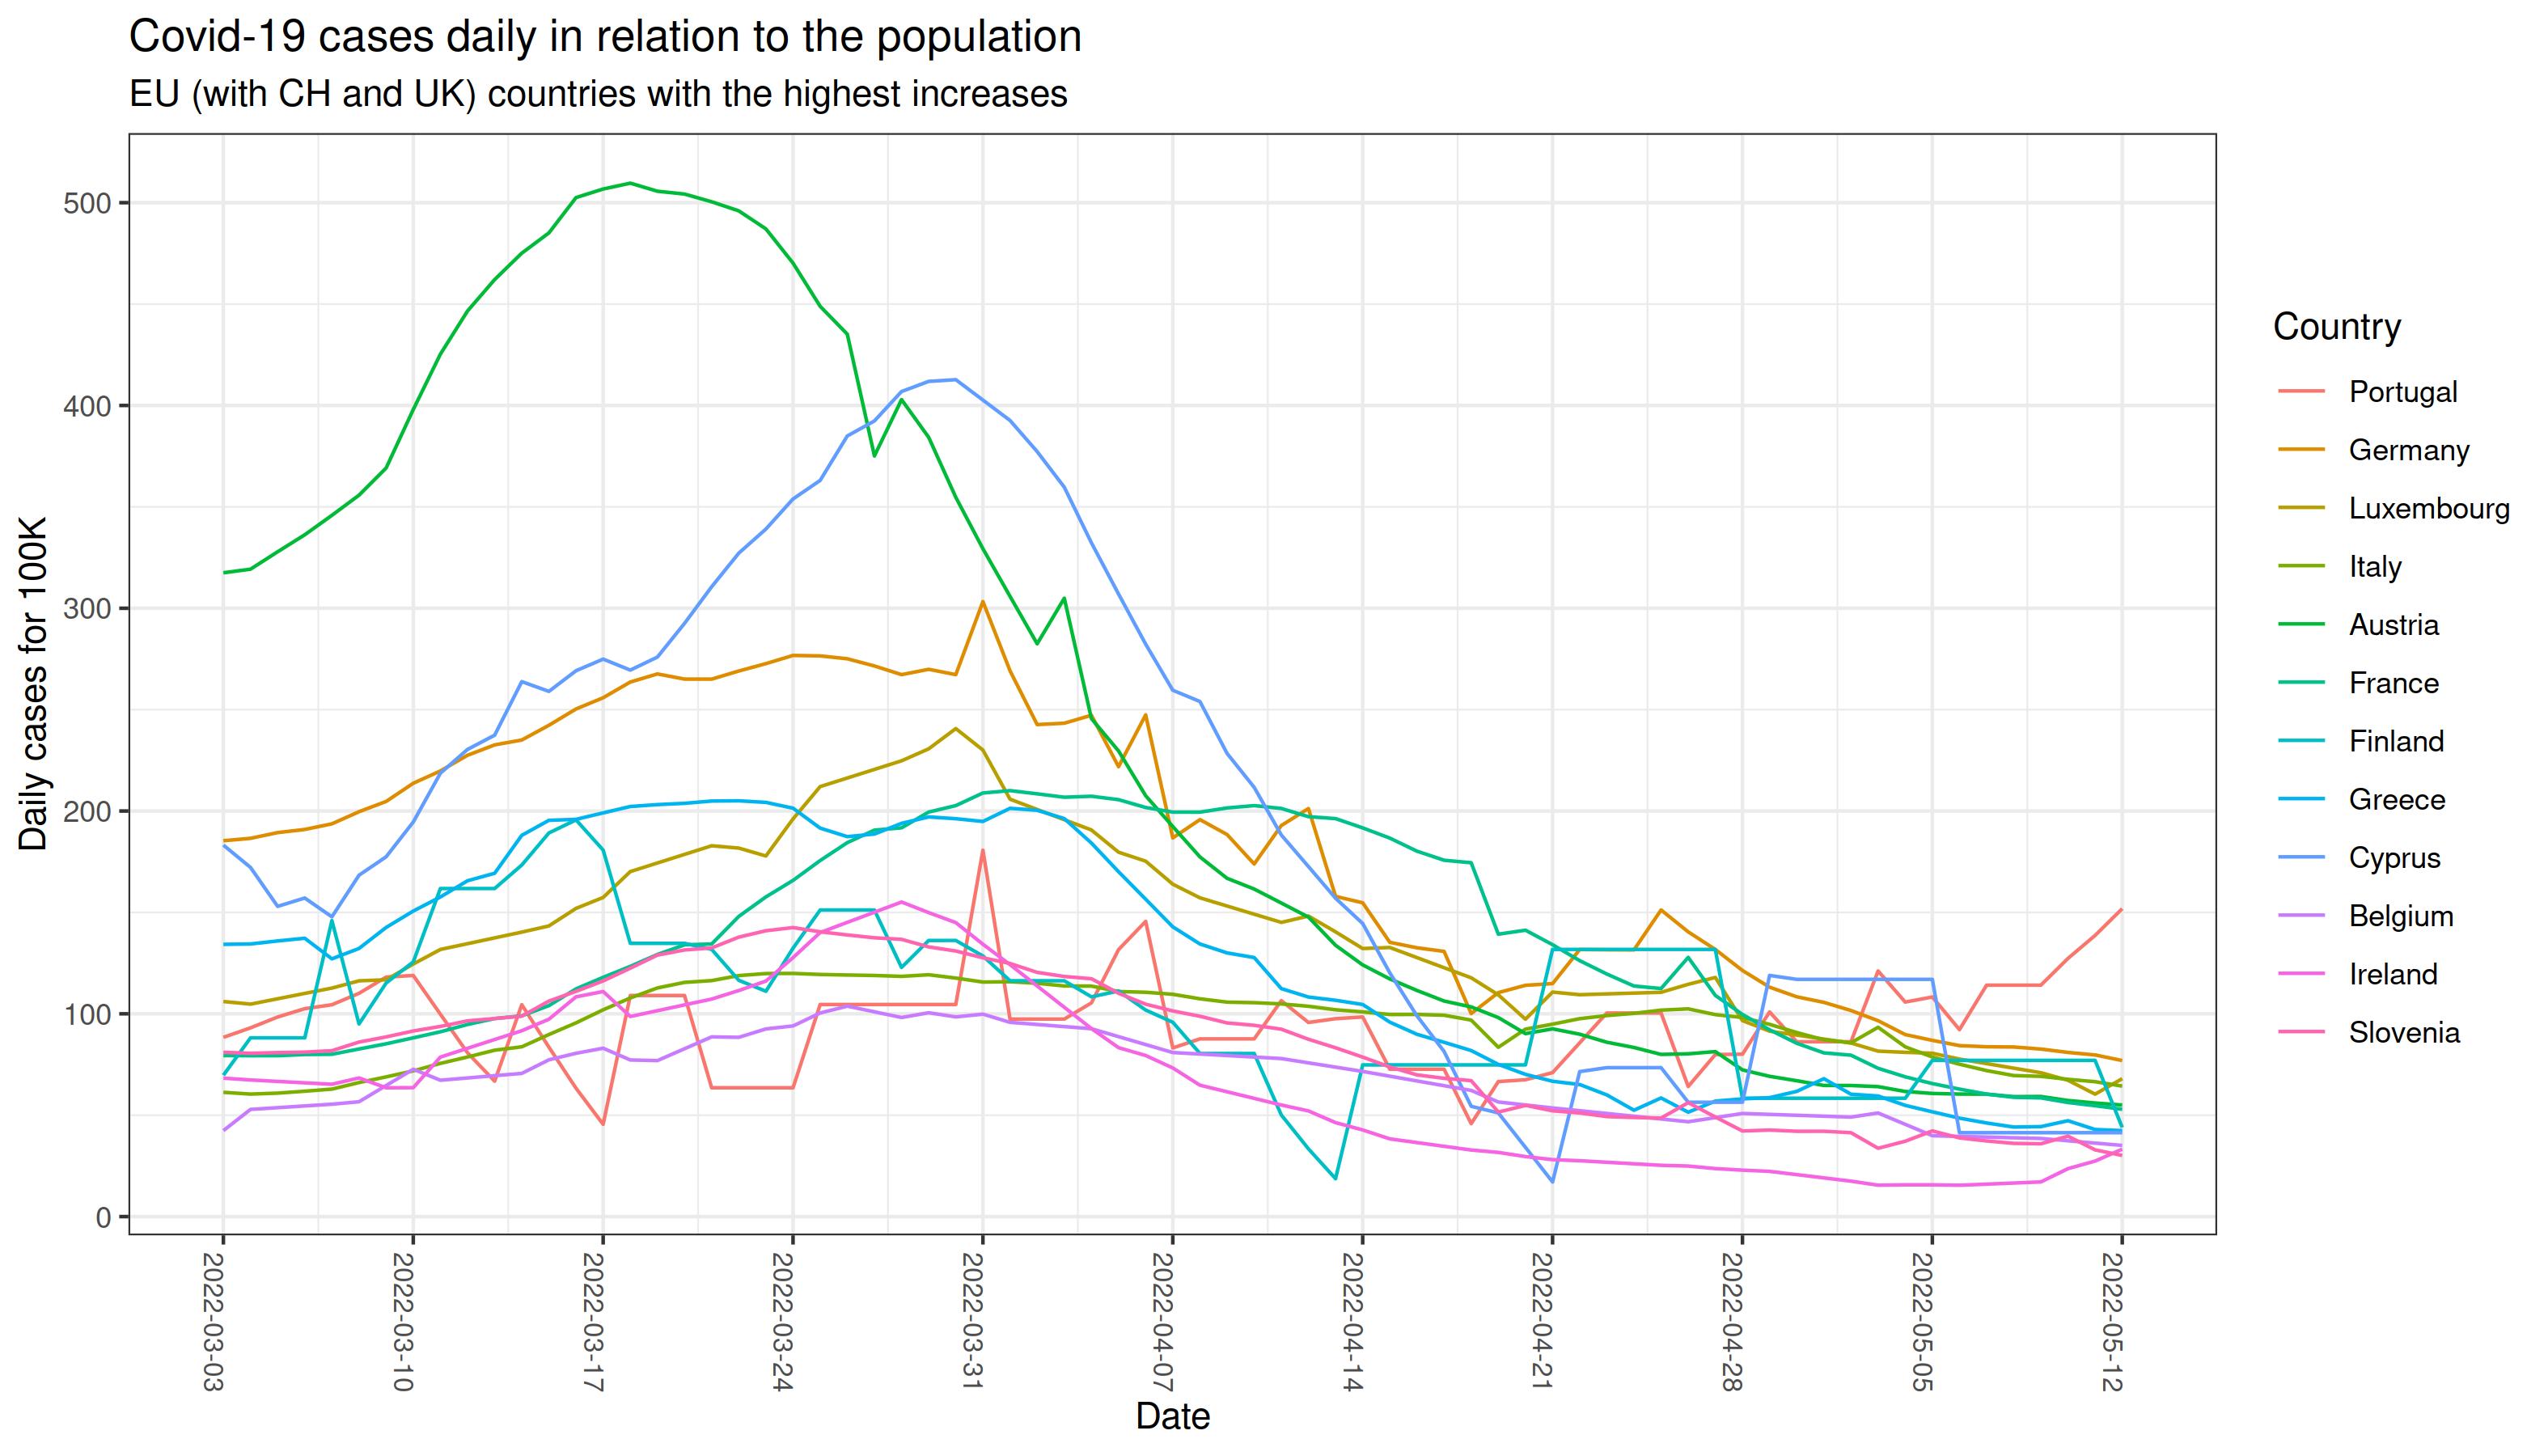 Covid-19 cases daily in relation to the population
EU (with CH and UK) countries with the highest increases
Daily cases for 100K
500
400
300
200
100
0
2022-03-03
2022-03-10
2022-03-17
2022-03-24
2022-03-31
2022-04-07
2022-04-14
2022-04-21
2022-04-28
2022-05-05
2022-05-12
Date
Country
Portugal
Germany
Luxembourg
Italy
Austria
France
Finland
Greece
Cyprus
Belgium
Ireland
Slovenia